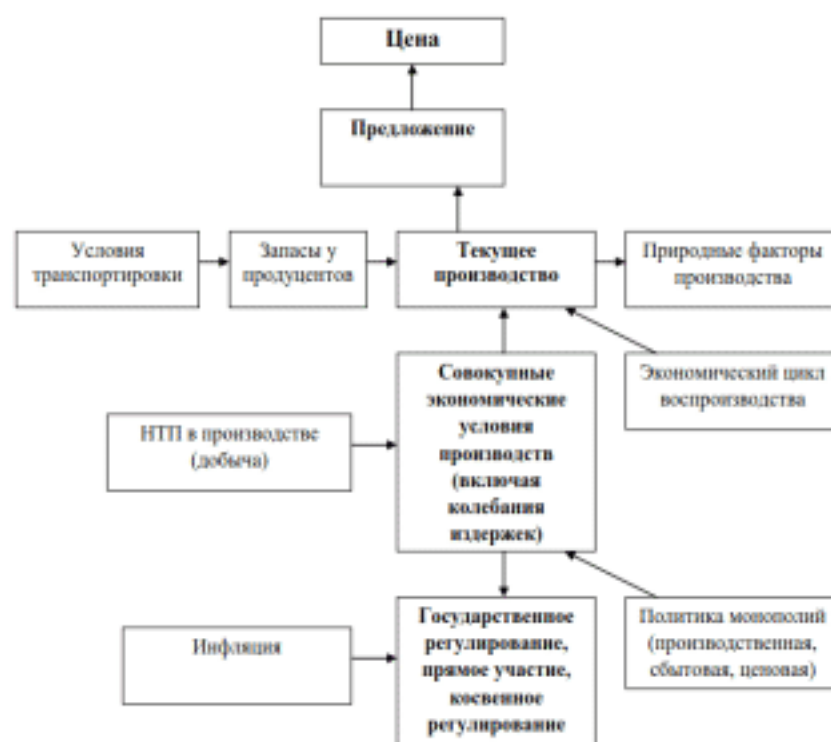 Цена
Предложение
Условия
транспортировки
Запасы у
продуцентов
Текущее
производство
Природные факторы
производства
Совокупные
экономические
условия
производств
(включая
колебания
издержек)
Экономический цикл
воспроизводства
НТП в производстве
(добыча)
Государственное
регулирование,
прямое участие,
косвенное
регулирование
Политика монополий
(производственная,
сбытовая, ценовая)
Инфляция